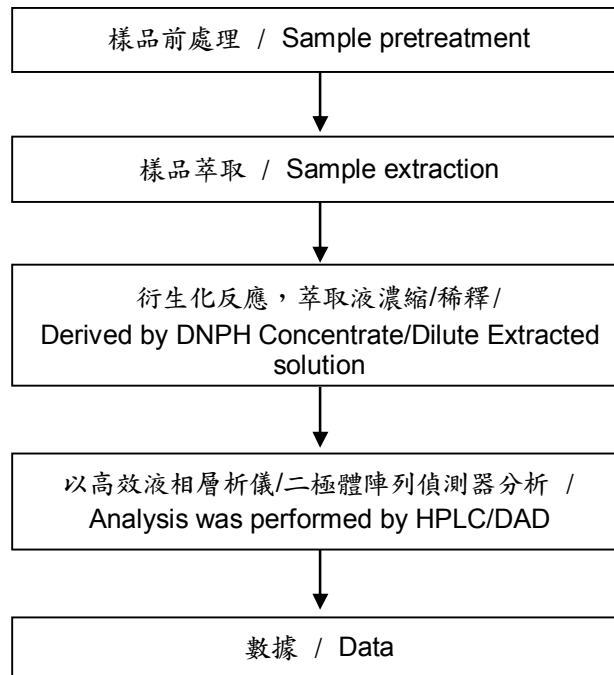 樣品前處理 / Sample pretreatment
樣品萃取 / Sample extraction
衍生化反應，萃取液濃縮/稀釋/
Derived by DNPH Concentrate/Dilute Extracted
solution
以高效液相層析儀/二極體陣列偵測器分析 /
Analysis was performed by HPLC/DAD
數據 / Data